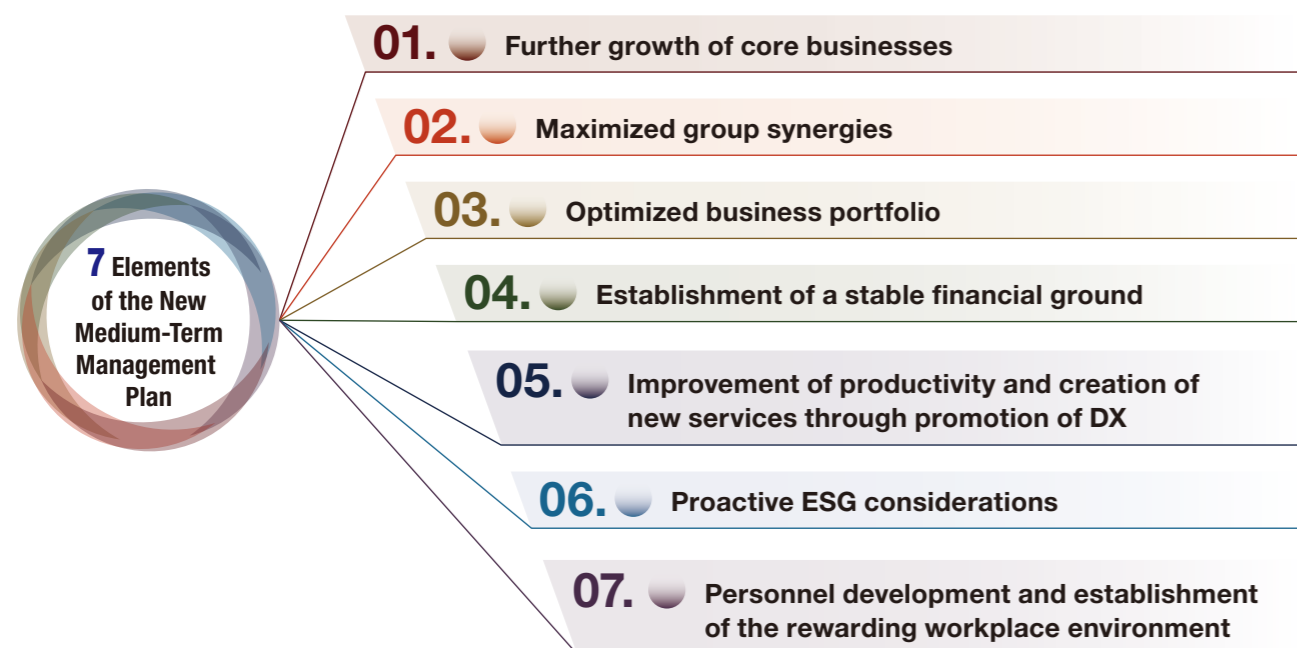 7 Elements
of the New
Medium-Term
Management
Plan
01. Further growth of core businesses
02. Maximized group synergies
03. Optimized business portfolio
04. Establishment of a stable financial ground
05. Improvement of productivity and creation of
new services through promotion of DX
06. Proactive ESG considerations
07. Personnel development and establishment
of the rewarding workplace environment